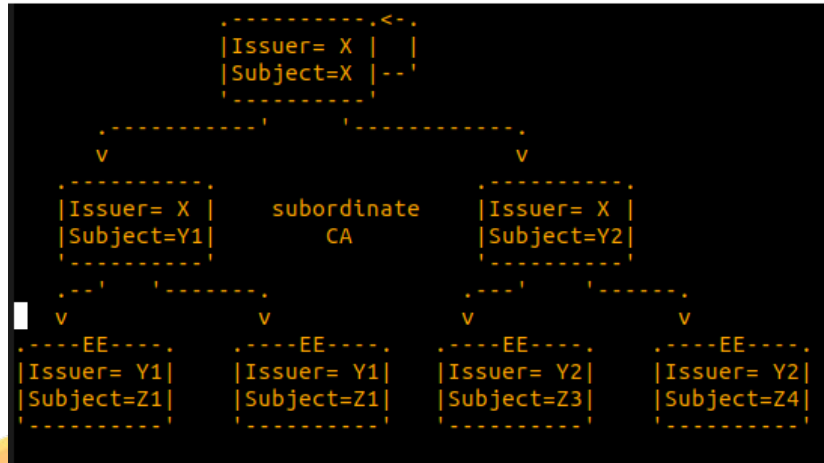 Issuer= X
Subject=X
Issuer= X subordinate Issuer= X
Subject=Y1 CA Subject=Y2
EE EE EE EE
Issuer= Y1 Issuer= Y1 Issuer= Y2 Issuer= Y2
Subject=Z1 Subject=Z1 Subject=Z3 Subject=Z4